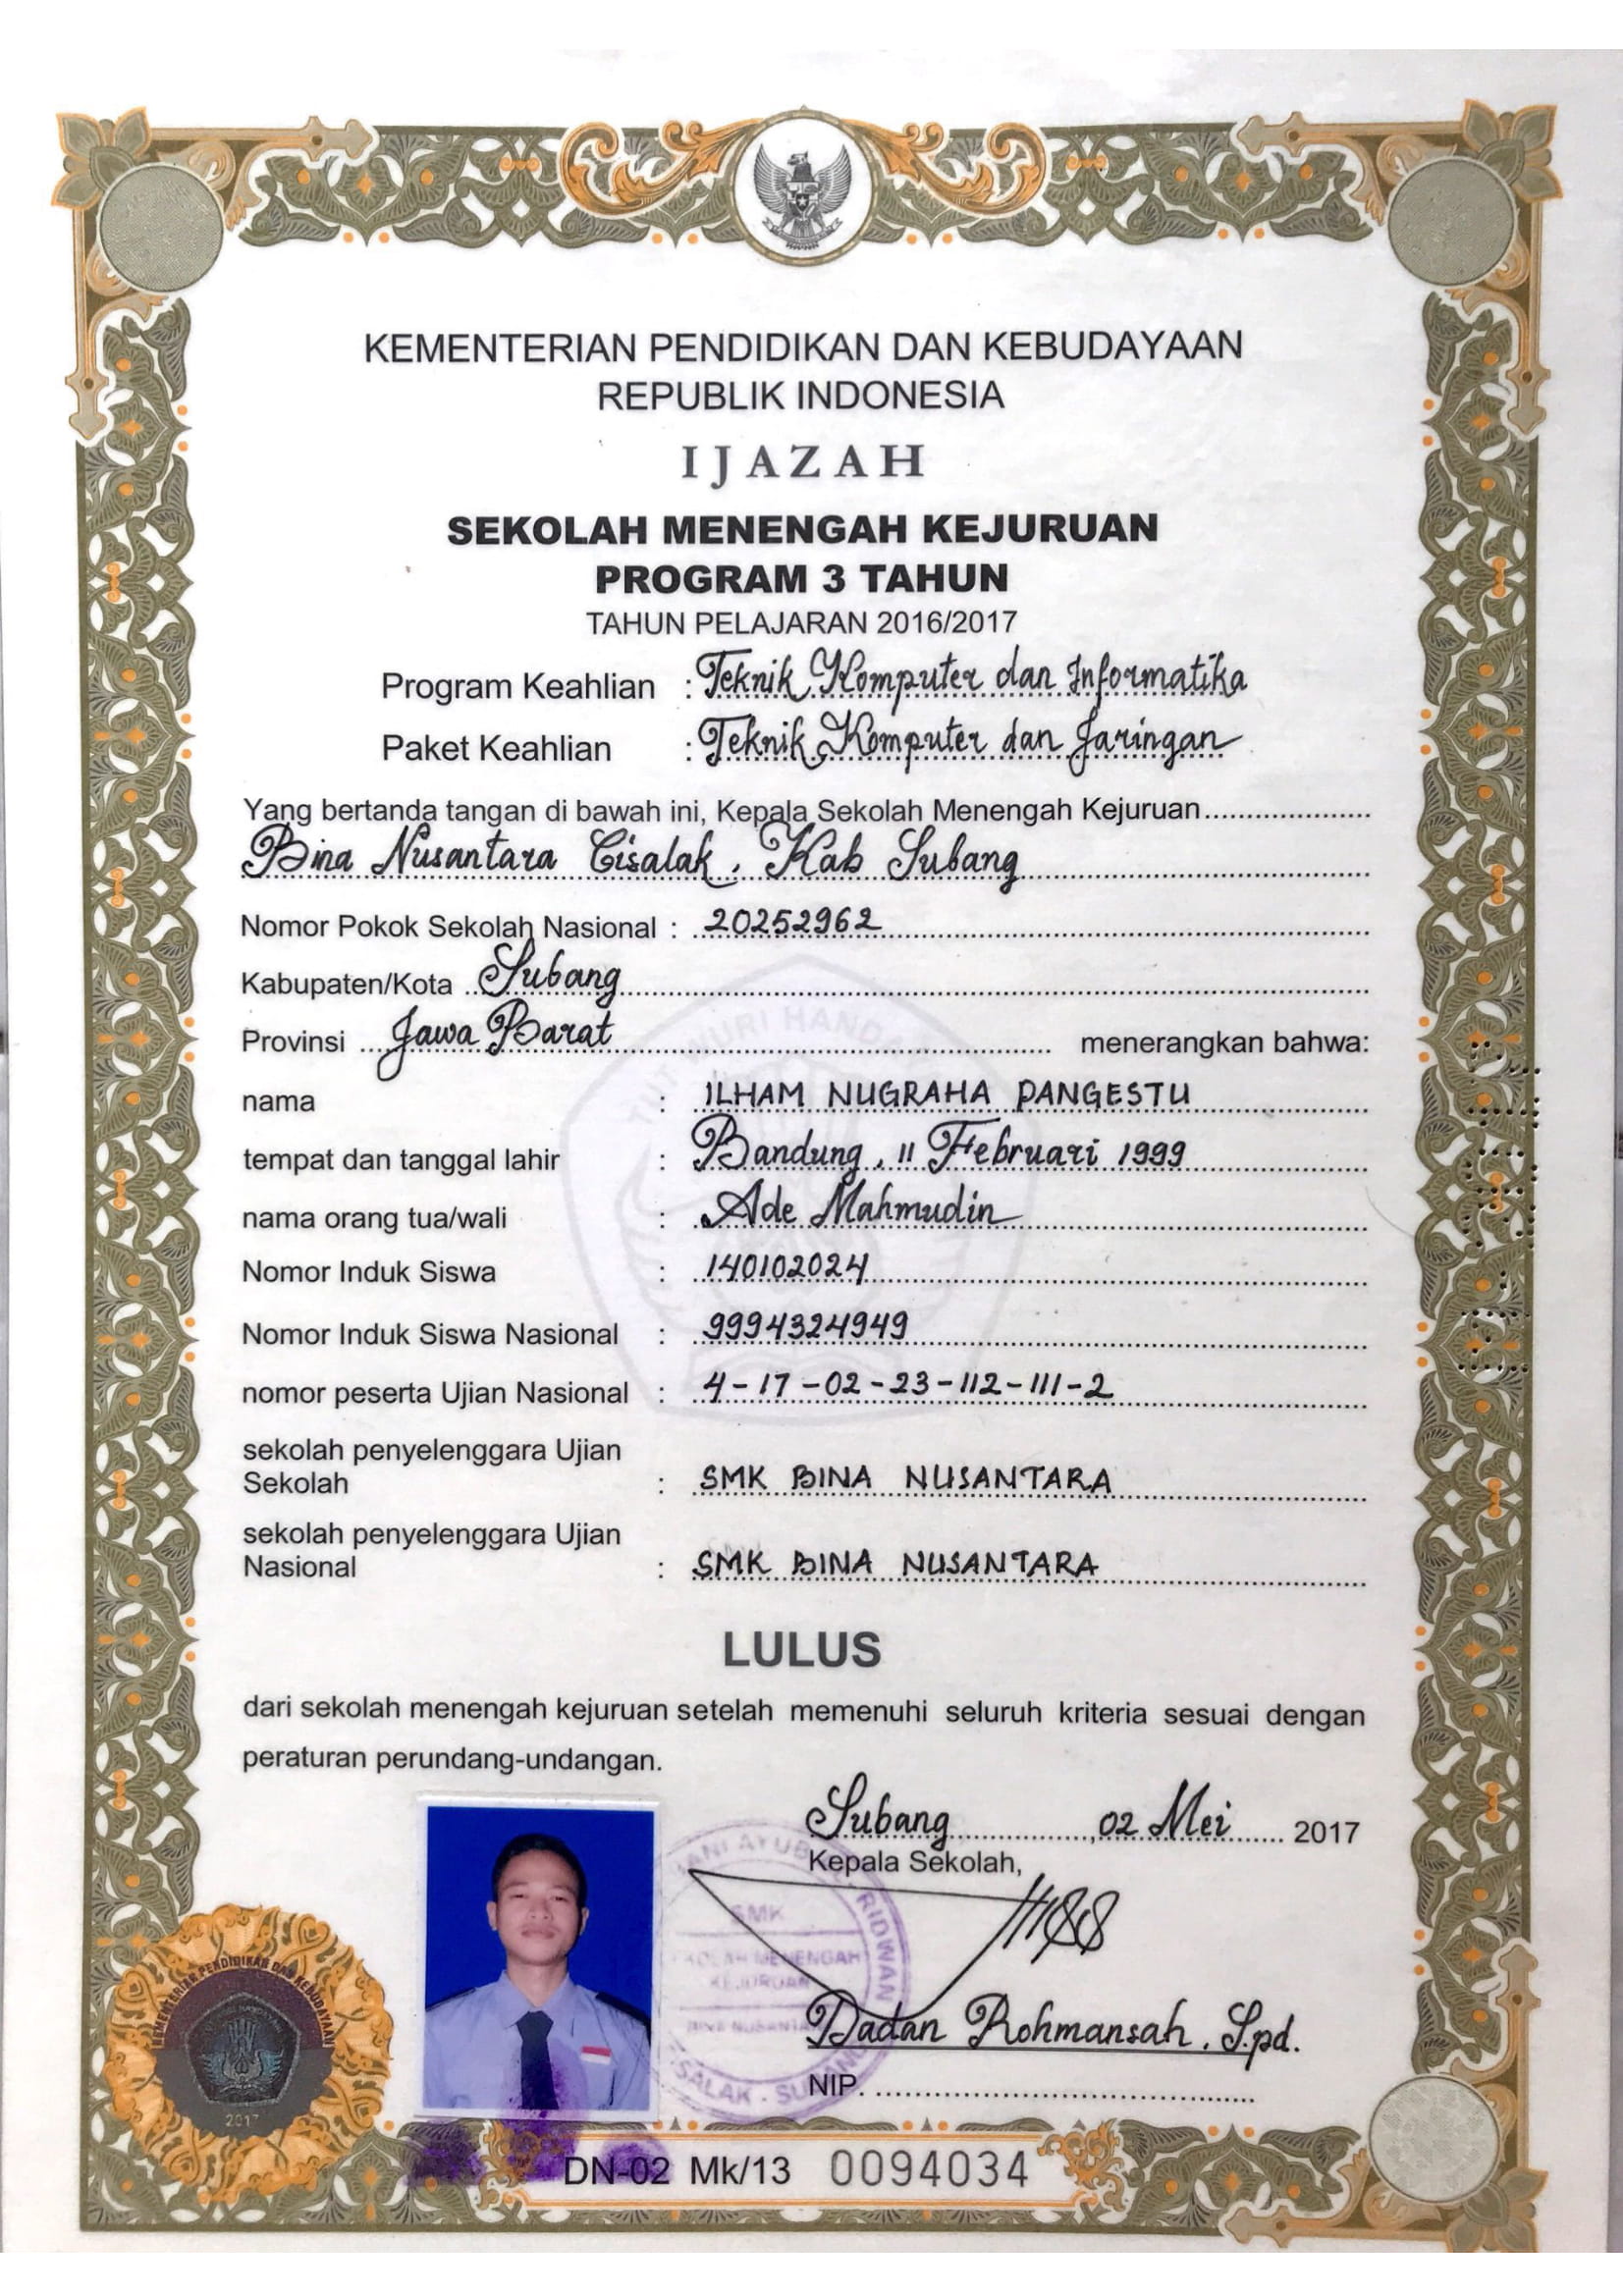 KEMENTERIAN PENDIDIKAN DAN KEBUDAYAAN
REPUBLIK INDONESIA
IJAZAH
SEKOLAH MENENGAH KEJURUAN
PROGRAM 3 TAHUN
TAHUN PELAJARAN 2016/2017
Program Keahlian : Teknik Komputer dan Informatika
Paket Keahlian : Teknik Komputer dan Jaringan
Yang bertanda tangan di bawah ini, Kepala Sekolah Menengah Kejuruan
Bina Nusantara Cisalak, Kab Subang
Nomor Pokok Sekolah Nasional : 20252962
Kabupaten/Kota Subang
Provinsi Jawa Barat menerangkan bahwa:
nama : ILHAM NUGRAHA PANGESTU
tempat dan tanggal lahir : Bandung, 11 Februari 1999
nama orang tua/wali : Ade Mahmudin
Nomor Induk Siswa : 140102024
Nomor Induk Siswa Nasional : 9994324949
nomor peserta Ujian Nasional : 4-17-02-23-112-111-2
sekolah penyelenggara Ujian
Sekolah : SMK BINA NUSANTARA
sekolah penyelenggara Ujian
Nasional : SMK BINA NUSANTARA
LULUS
dari sekolah menengah kejuruan setelah memenuhi seluruh kriteria sesuai dengan
peraturan perundang-undangan.
Subang, 02 Mei 2017
Kepala Sekolah,
Dadan Rohmansah, S.pd.
NIP.
SMK
MENENGAH
KEJURUAN
RIDWAN
KEMENTERIAN PENDIDIKAN DAN KEBUDAYAAN
2017
DN-02 Mk/13 0094034